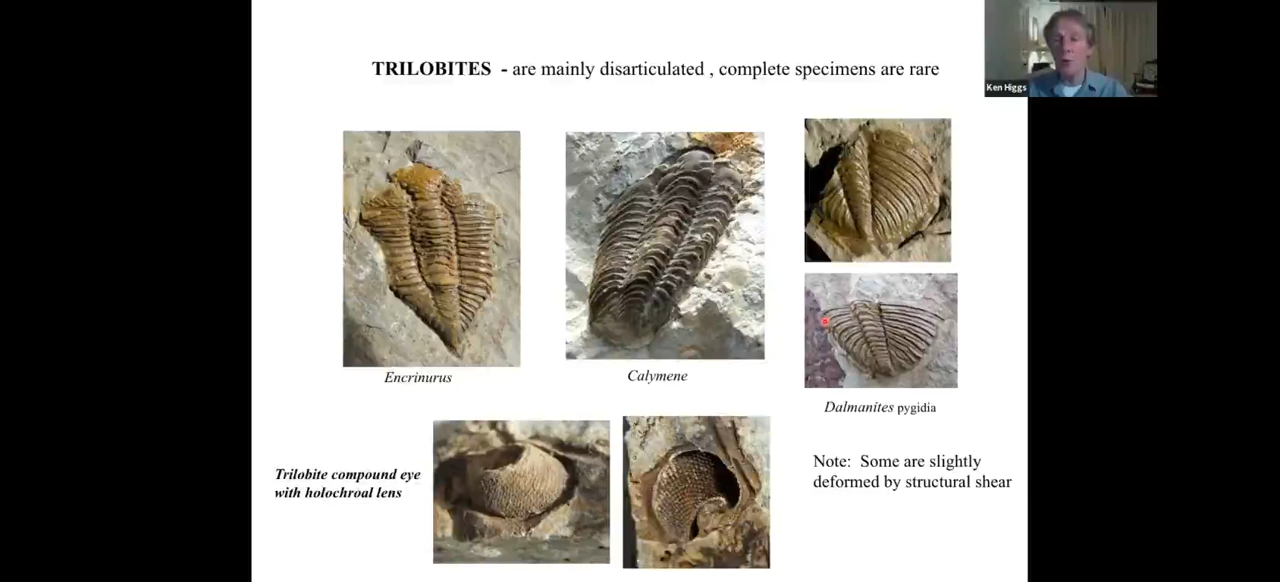 TRILOBITES - are mainly disarticulated , complete specimens are rare
Ken Higgs
Encrinurus
Calymene
Dalmanites pygidia
Trilobite compound eye
with holochroal lens
Note: Some are slightly
deformed by structural shear